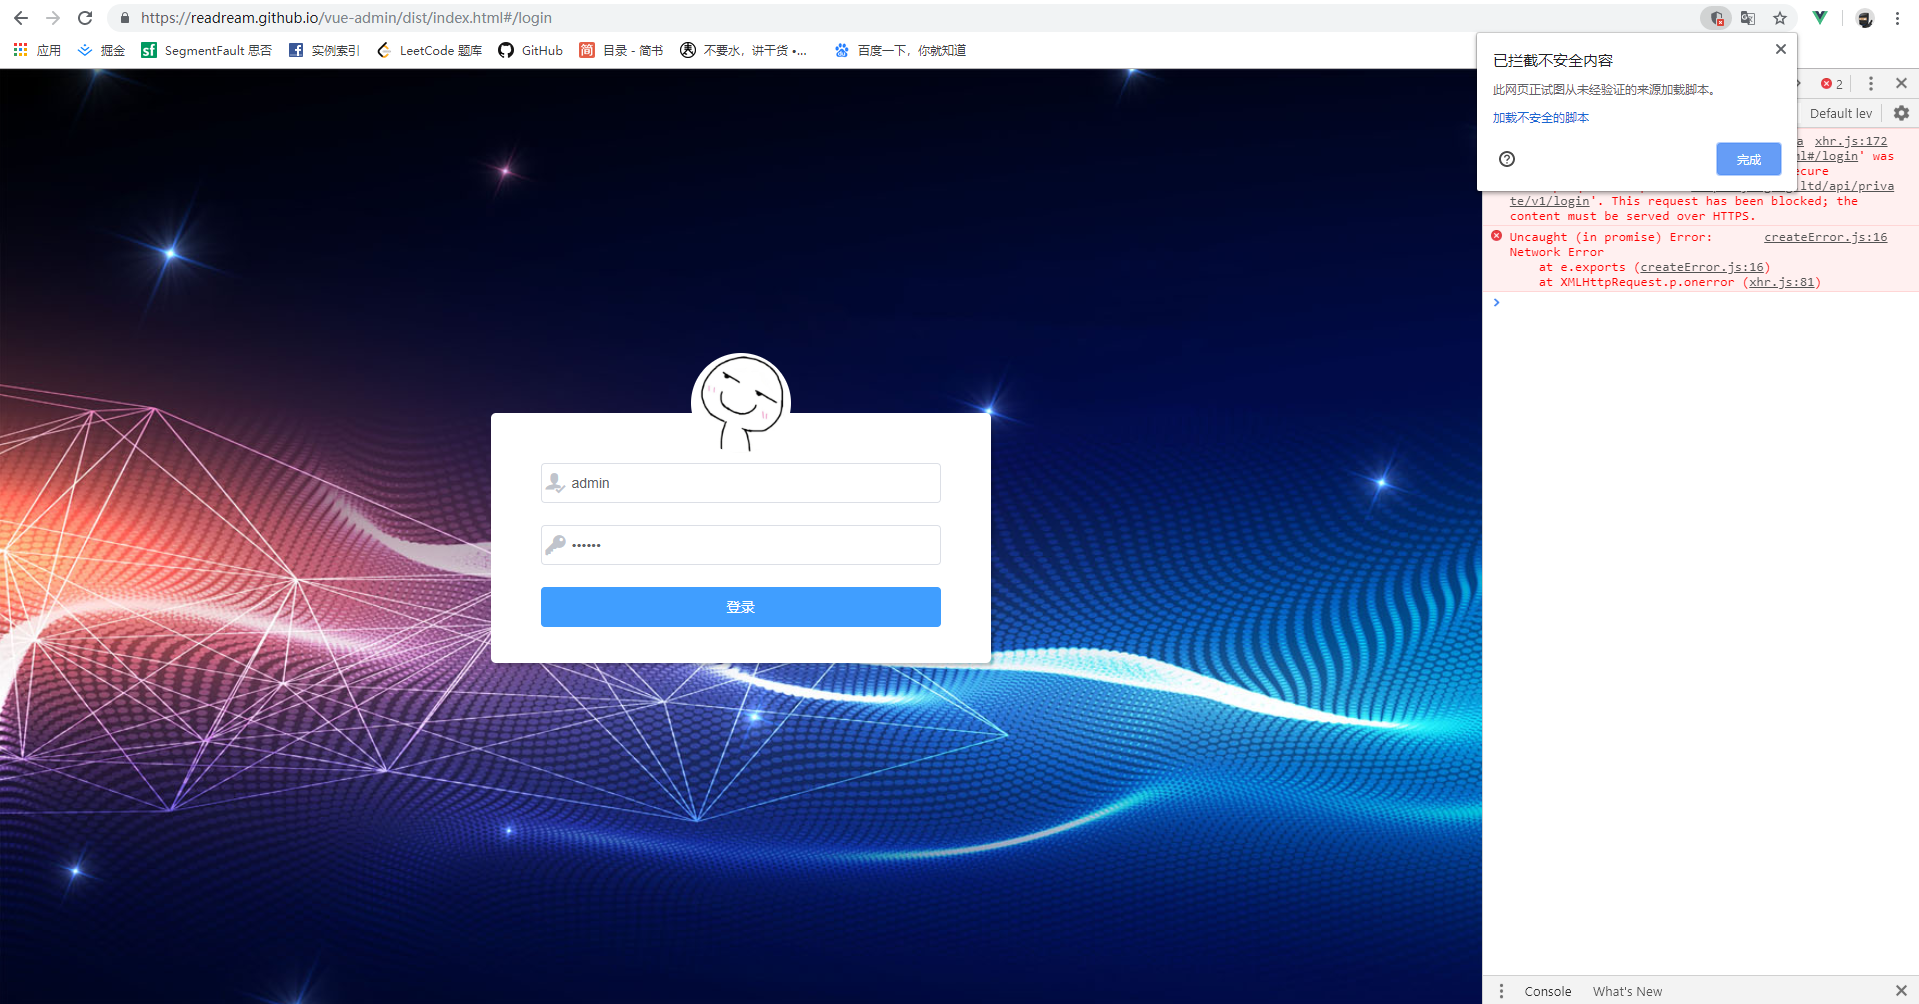 https://readream.github.io/vue-admin/dist/index.html#/login
应用 掘金 SegmentFault 思否 实例索引 LeetCode 题库 GitHub 目录 - 简书 不要水，讲干货 •... 百度一下，你就知道
已拦截不安全内容
此网页正试图从未经验证的来源加载脚本。
加载不安全的脚本
完成
2
Default lev
a xhr.js:172
ml#/login' was
ecure
ltd/api/priva
te/v1/login'. This request has been blocked; the
content must be served over HTTPS.
Uncaught (in promise) Error: createError.js:16
Network Error
at e.exports (createError.js:16)
at XMLHttpRequest.p.onerror (xhr.js:81)
admin
登录
Console What's New